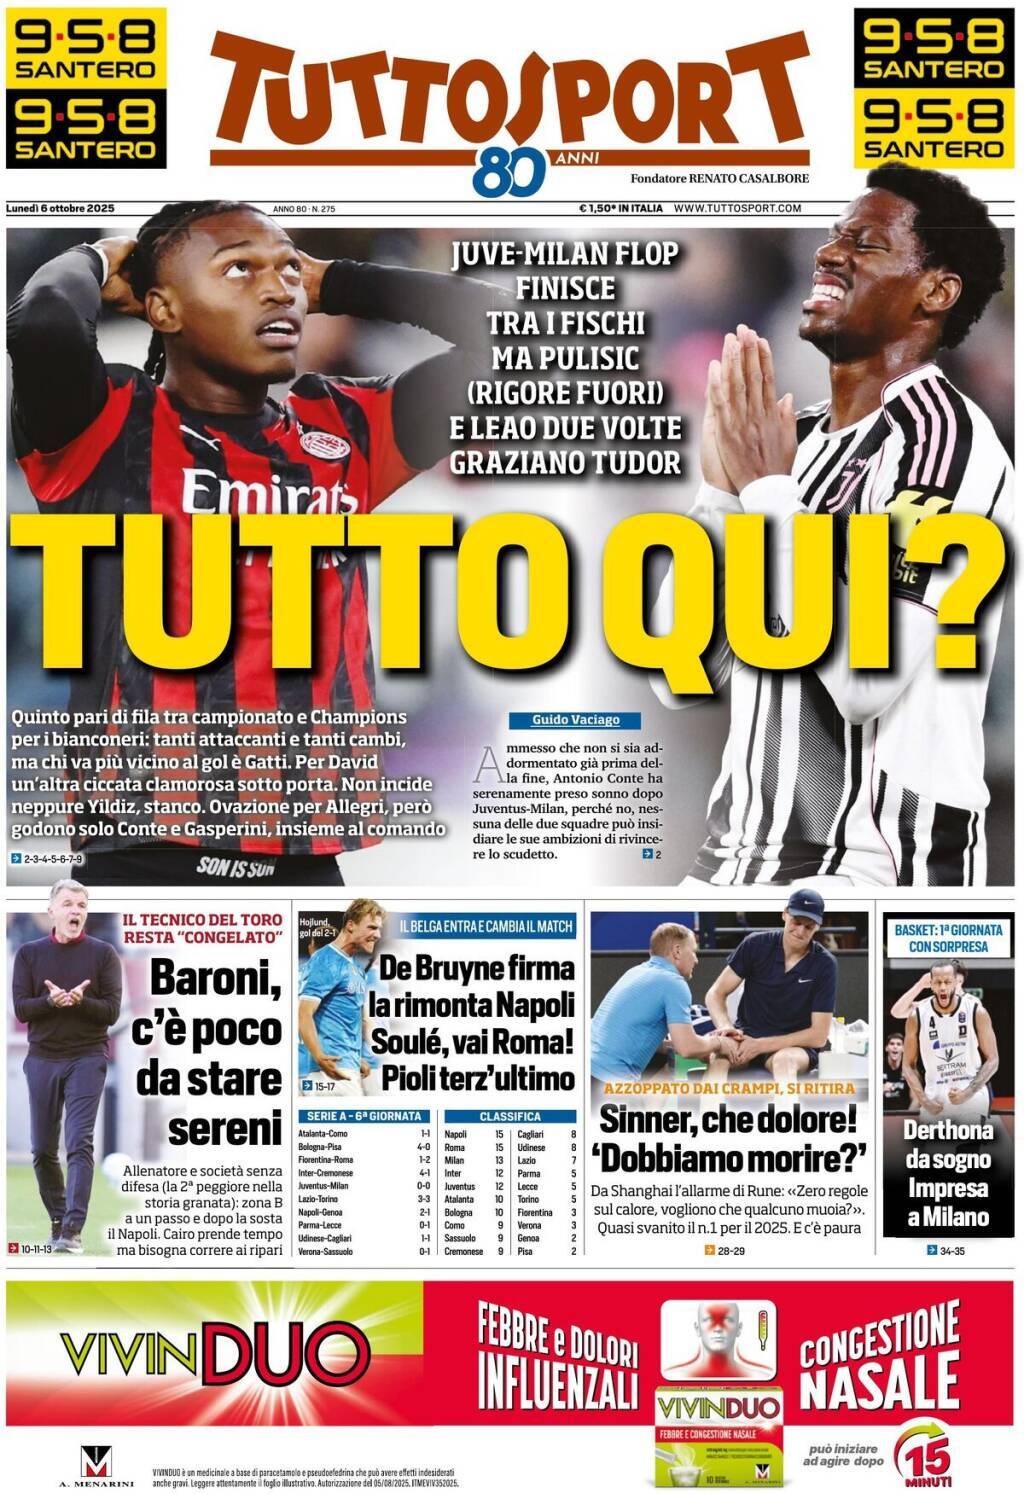 9·5·8
SANTERO
9·5·8
SANTERO
TUTTOSPORT
80 ANNI
Fondatore RENATO CASALBORE
9·5·8
SANTERO
9·5·8
SANTERO
Lunedì 6 ottobre 2025
ANNO 80 - N. 275
€ 1,50* IN ITALIA WWW.TUTTOSPORT.COM
JUVE-MILAN FLOP
FINISCE
TRA I FISCHI
MA PULISIC
(RIGORE FUORI)
E LEAO DUE VOLTE
GRAZIANO TUDOR
Emirats
TUTTO QUI?
Quinto pari di fila tra campionato e Champions
per i bianconeri: tanti attaccanti e tanti cambi,
ma chi va più vicino al gol è Gatti. Per David
un'altra ciccata clamorosa sotto porta. Non incide
neppure Yildiz, stanco. Ovazione per Allegri, però
godono solo Conte e Gasperini, insieme al comando
2-3-4-5-6-7-9
SON IS SON
Guido Vaciago
Ammesso che non si sia ad-
dormentato già prima del-
la fine, Antonio Conte ha
serenamente preso sonno dopo
Juventus-Milan, perché no, nes-
suna delle due squadre può insi-
diare le sue ambizioni di rivince-
re lo scudetto.
2
IL TECNICO DEL TORO
RESTA “CONGELATO”
Baroni,
c'è poco
da stare
sereni
Allenatore e società senza
difesa (la 2ª peggiore nella
storia granata): zona B
a un passo e dopo la sosta
il Napoli. Cairo prende tempo
ma bisogna correre ai ripari
10-11-13
Hojlund,
gol del 2-1
IL BELGA ENTRA E CAMBIA IL MATCH
De Bruyne firma
la rimonta Napoli
Soulé, vai Roma!
Pioli terz'ultimo
15-17
SERIE A - 6ª GIORNATA
Atalanta-Como 1-1
Bologna-Pisa 4-0
Fiorentina-Roma 1-2
Inter-Cremonese 4-1
Juventus-Milan 0-0
Lazio-Torino 3-3
Napoli-Genoa 2-1
Parma-Lecce 0-1
Udinese-Cagliari 1-1
Verona-Sassuolo 0-1
CLASSIFICA
Napoli 15 Cagliari 8
Roma 15 Udinese 8
Milan 13 Lazio 7
Inter 12 Parma 5
Juventus 12 Lecce 5
Atalanta 10 Torino 5
Bologna 10 Fiorentina 3
Como 9 Verona 3
Sassuolo 9 Genoa 2
Cremonese 9 Pisa 2
AZZOPPATO DAI CRAMPI, SI RITIRA
Sinner, che dolore!
‘Dobbiamo morire?’
Da Shanghai l'allarme di Rune: «Zero regole
sul calore, vogliono che qualcuno muoia?».
Quasi svanito il n.1 per il 2025. E c'è paura
28-29
BASKET: 1ª GIORNATA
CON SORPRESA
4
BERTRAM
Derthona
da sogno
Impresa
a Milano
34-35
VIVINDUO
FEBBRE e DOLORI
INFLUENZALI
CONGESTIONE
NASALE
VIVINDUO
FEBBRE E CONGESTIONE NASALE
A. MENARINI
VIVINDUO è un medicinale a base di paracetamolo e pseudoefedrina che può avere effetti indesiderati
anche gravi. Leggere attentamente il foglio illustrativo. Autorizzazione del 05/08/2025. ITMEVIV352025.
può iniziare
ad agire dopo
15
MINUTI